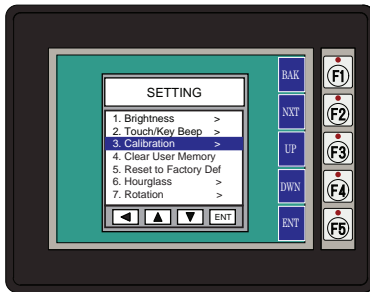 SETTING
1. Brightness >
2. Touch/Key Beep >
3. Calibration >
4. Clear User Memory
5. Reset to Factory Def
6. Hourglass >
7. Rotation >
ENT
BAK
NXT
UP
DWN
ENT
F1
F2
F3
F4
F5